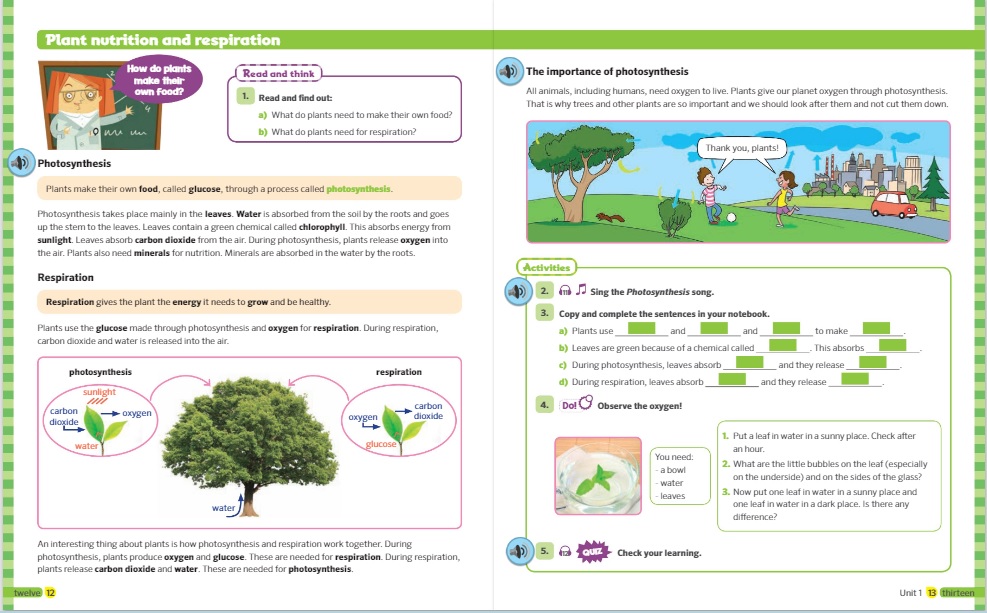 Plant nutrition and respiration
How do plants
make their
own food?
Read and think
1. Read and find out:
a) What do plants need to make their own food?
b) What do plants need for respiration?
Photosynthesis
Plants make their own food, called glucose, through a process called photosynthesis.
Photosynthesis takes place mainly in the leaves. Water is absorbed from the soil by the roots and goes
up the stem to the leaves. Leaves contain a green chemical called chlorophyll. This absorbs energy from
sunlight. Leaves absorb carbon dioxide from the air. During photosynthesis, plants release oxygen into
the air. Plants also need minerals for nutrition. Minerals are absorbed in the water by the roots.
Respiration
Respiration gives the plant the energy it needs to grow and be healthy.
Plants use the glucose made through photosynthesis and oxygen for respiration. During respiration,
carbon dioxide and water is released into the air.
photosynthesis
sunlight
carbon
dioxide
oxygen
water
respiration
oxygen
carbon
dioxide
glucose
water
An interesting thing about plants is how photosynthesis and respiration work together. During
photosynthesis, plants produce oxygen and glucose. These are needed for respiration. During respiration,
plants release carbon dioxide and water. These are needed for photosynthesis.
twelve 12
The importance of photosynthesis
All animals, including humans, need oxygen to live. Plants give our planet oxygen through photosynthesis.
That is why trees and other plants are so important and we should look after them and not cut them down.
Thank you, plants!
Activities
2. Sing the Photosynthesis song.
3. Copy and complete the sentences in your notebook.
a) Plants use ____ and ____ and ____ to make ____.
b) Leaves are green because of a chemical called ____. This absorbs ____.
c) During photosynthesis, leaves absorb ____ and they release ____.
d) During respiration, leaves absorb ____ and they release ____.
4. Do! Observe the oxygen!
You need:
- a bowl
- water
- leaves
1. Put a leaf in water in a sunny place. Check after
an hour.
2. What are the little bubbles on the leaf (especially
on the underside) and on the sides of the glass?
3. Now put one leaf in water in a sunny place and
one leaf in water in a dark place. Is there any
difference?
5. QUIZ Check your learning.
Unit 1 13 thirteen